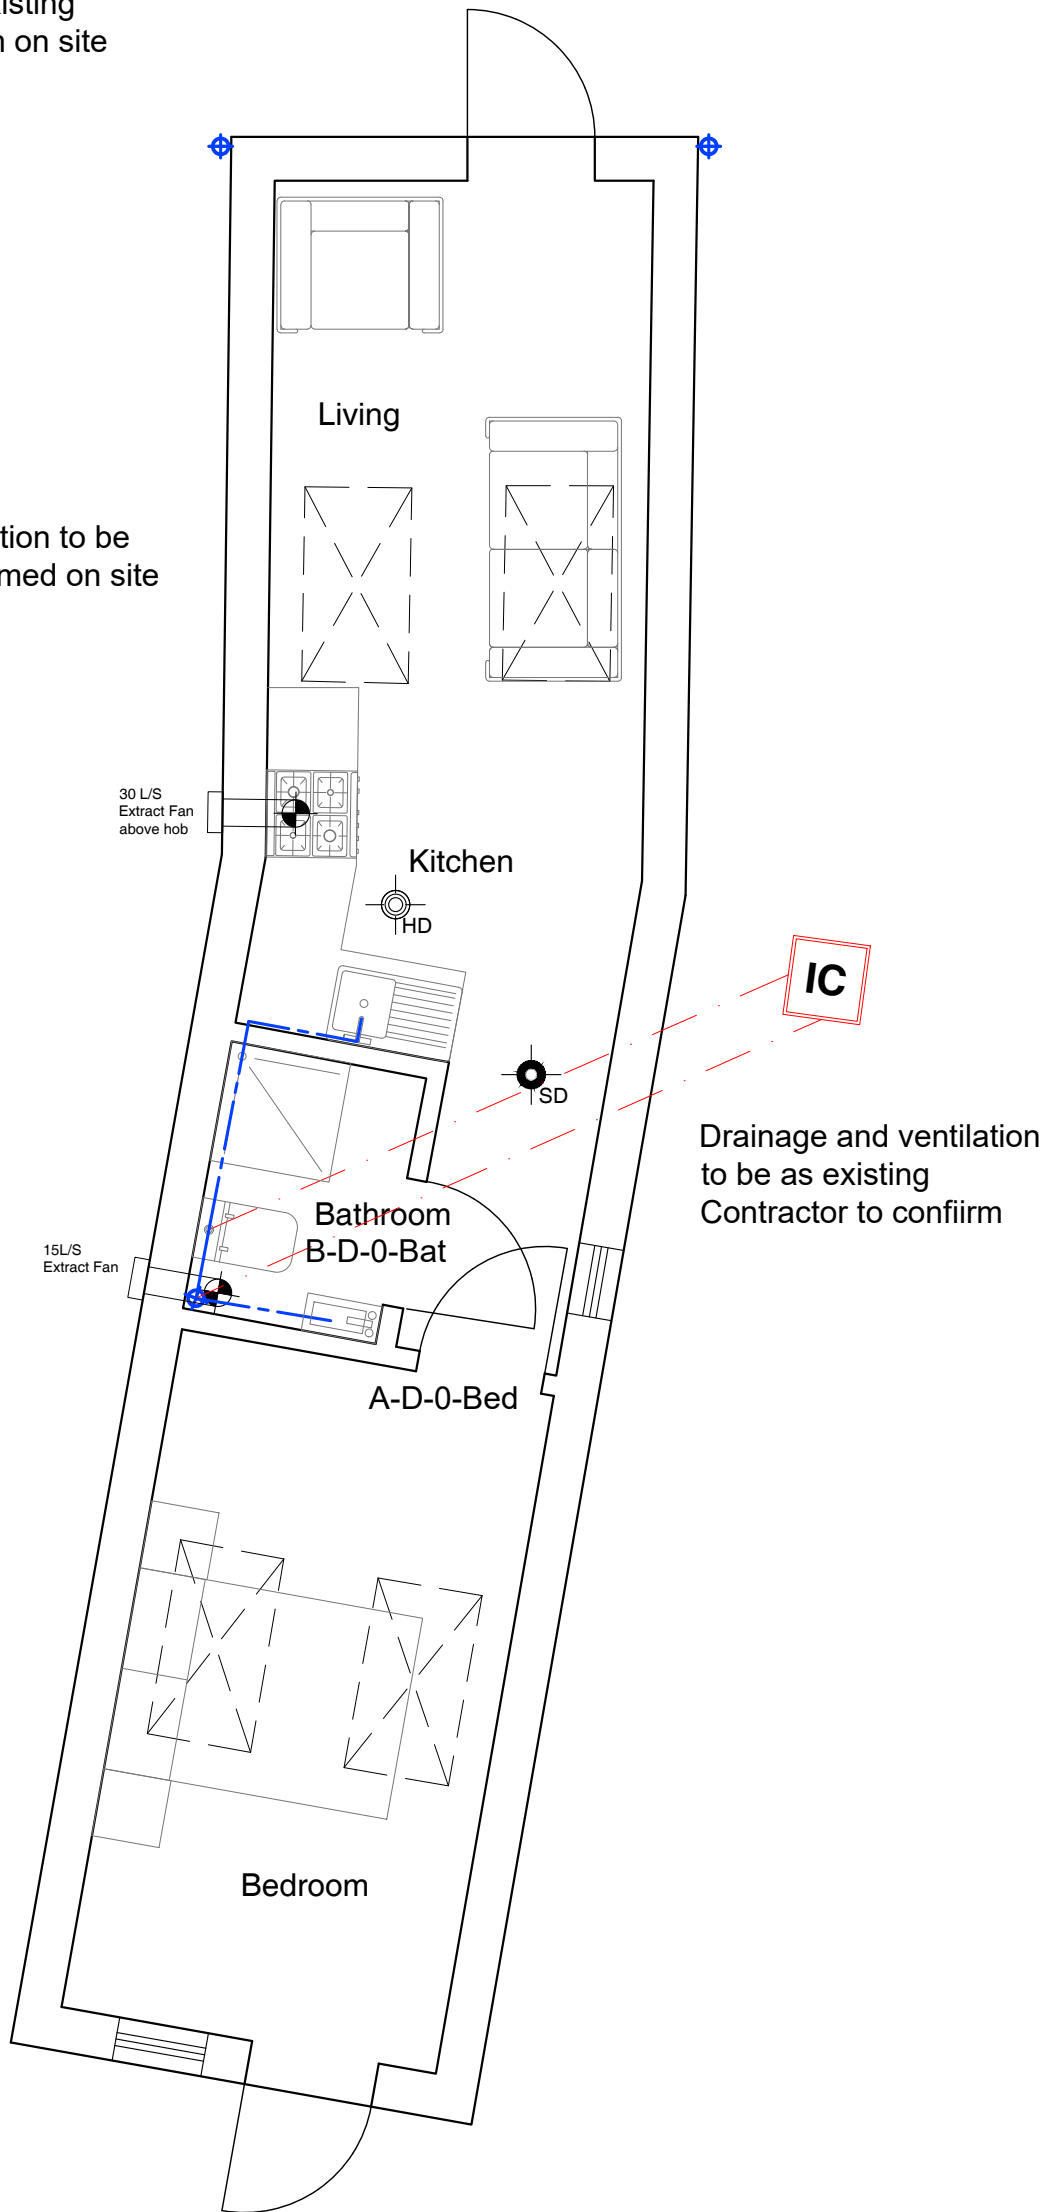 n on site
Living
tion to be
med on site
30 L/S
Extract Fan
above hob
Kitchen
HD
IC
SD
Drainage and ventilation
to be as existing
Contractor to confiirm
Bathroom
B-D-0-Bat
15L/S
Extract Fan
A-D-0-Bed
Bedroom